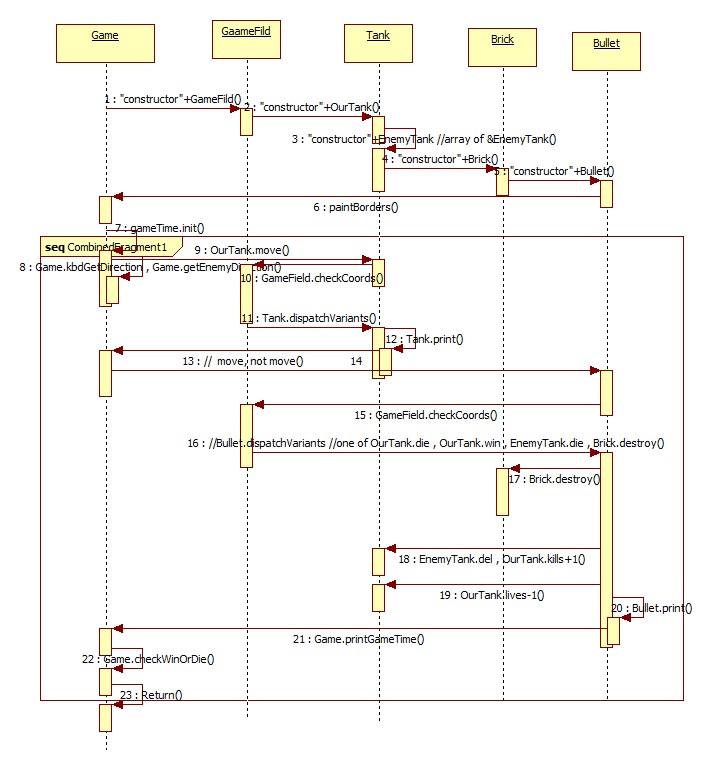 Game
GaameFild
Tank
Brick
Bullet
1 : "constructor"+GameFild()
2 : "constructor"+OurTank()
3 : "constructor"+EnemyTank //array of &EnemyTank()
4 : "constructor"+Brick()
5 : "constructor"+Bullet()
6 : paintBorders()
7 : gameTime.init()
seq CombinedFragment1
9 : OurTank.move()
8 : Game.kbdGetDirection , Game.getEnemyDirection()
10 : GameField.checkCoords()
11 : Tank.dispatchVariants()
12 : Tank.print()
13 : // move, not move()
14
15 : GameField.checkCoords()
16 : //Bullet.dispatchVariants //one of OurTank.die , OurTank.win , EnemyTank.die , Brick.destroy()
17 : Brick.destroy()
18 : EnemyTank.del , OurTank.kills+1()
19 : OurTank.lives-1()
20 : Bullet.print()
21 : Game.printGameTime()
22 : Game.checkWinOrDie()
23 : Return()